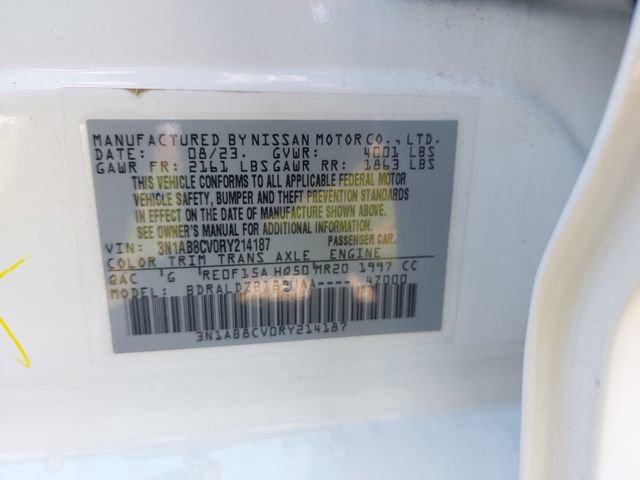 MANUFACTURED BY NISSAN MOTOR CO., LTD.
DATE: 08/23. GVWR: 4001 LBS
GAWR FR: 2161 LBS GAWR RR: 1863 LBS
THIS VEHICLE CONFORMS TO ALL APPLICABLE FEDERAL MOTOR
VEHICLE SAFETY, BUMPER AND THEFT PREVENTION STANDARDS
IN EFFECT ON THE DATE OF MANUFACTURE SHOWN ABOVE.
SEE OWNER'S MANUAL FOR ADDITIONAL INFORMATION.
VIN: 3N1AB8CV0RY214187 PASSENGER CAR.
COLOR TRIM TRANS AXLE ENGINE
QAC G RE0F15A HQ50 MR20 1997 CC
MODEL: 47000
3N1AB8CV0RY214187